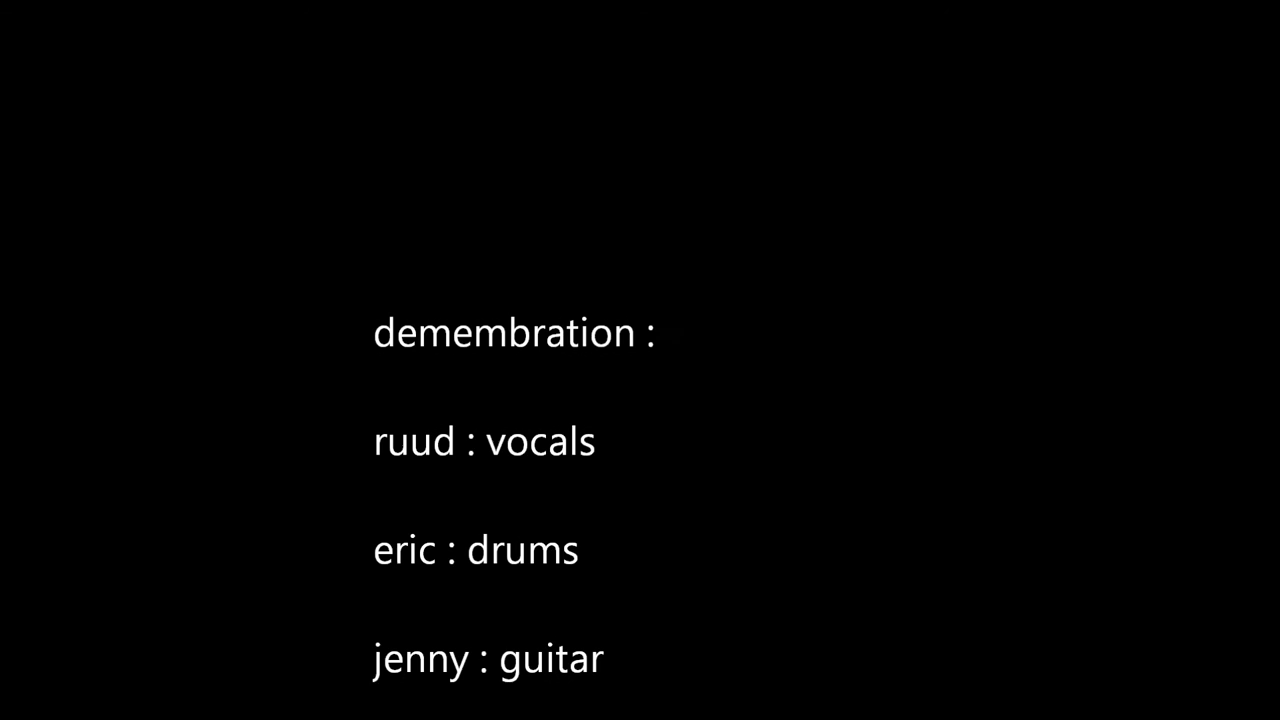 demembration :
ruud : vocals
eric : drums
jenny : guitar